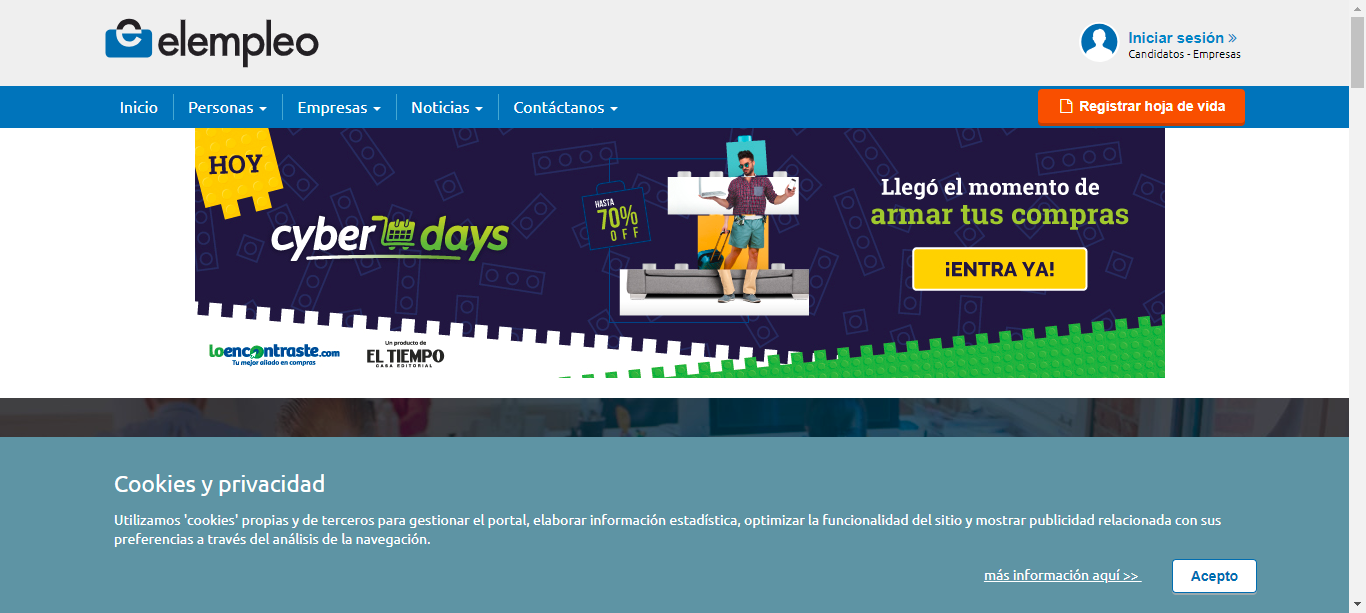 elempleo
Iniciar sesión »
Candidatos - Empresas
Inicio
Personas
Empresas
Noticias
Contáctanos
Registrar hoja de vida
HOY
cyber days
HASTA
70%
OFF
Llegó el momento de
armar tus compras
¡ENTRA YA!
loencontraste.com
Tu mejor aliado en compras
Un producto de
EL TIEMPO
CASA EDITORIAL
Cookies y privacidad
Utilizamos 'cookies' propias y de terceros para gestionar el portal, elaborar información estadística, optimizar la funcionalidad del sitio y mostrar publicidad relacionada con sus
preferencias a través del análisis de la navegación.
más información aquí >>
Acepto